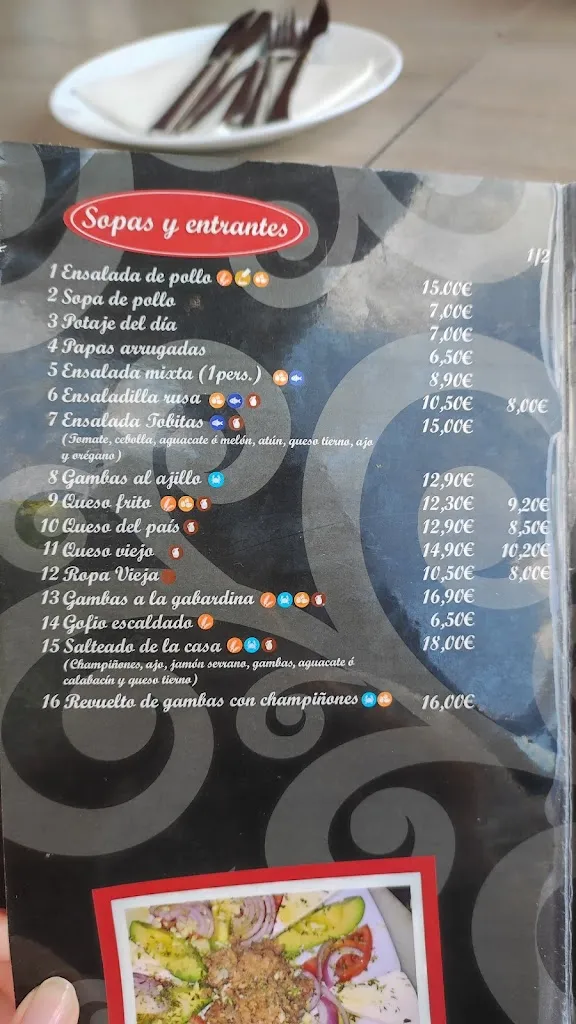 Sopas y entrantes
1/2
1 Ensalada de pollo 15.00€
2 Sopa de pollo 7,00€
3 Potaje del día 7,00€
4 Papas arrugadas 6,50€
5 Ensalada mixta (1pers.) 8,90€
6 Ensaladilla rusa 10,50€ 8,00€
7 Ensalada Tobitas 15,00€
(Tomate, cebolla, aguacate ó melón, atún, queso tierno, ajo
y orégano)
8 Gambas al ajillo 12,90€
9 Queso frito 12,30€ 9,20€
10 Queso del país 12,90€ 8,50€
11 Queso viejo 14,90€ 10,20€
12 Ropa Vieja 10,50€ 8,00€
13 Gambas a la gabardina 16,90€
14 Gofio escaldado 6,50€
15 Salteado de la casa 18,00€
(Champiñones, ajo, jamón serrano, gambas, aguacate ó
calabacín y queso tierno)
16 Revuelto de gambas con champiñones 16,00€